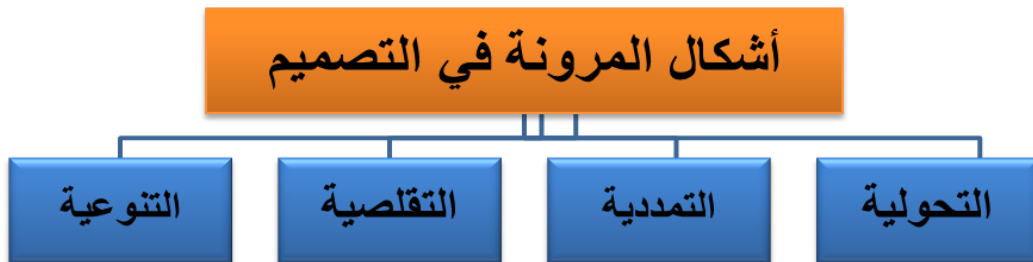 أشكال المرونة في التصميم
التحولية
التمددية
التقلصية
التنوعية